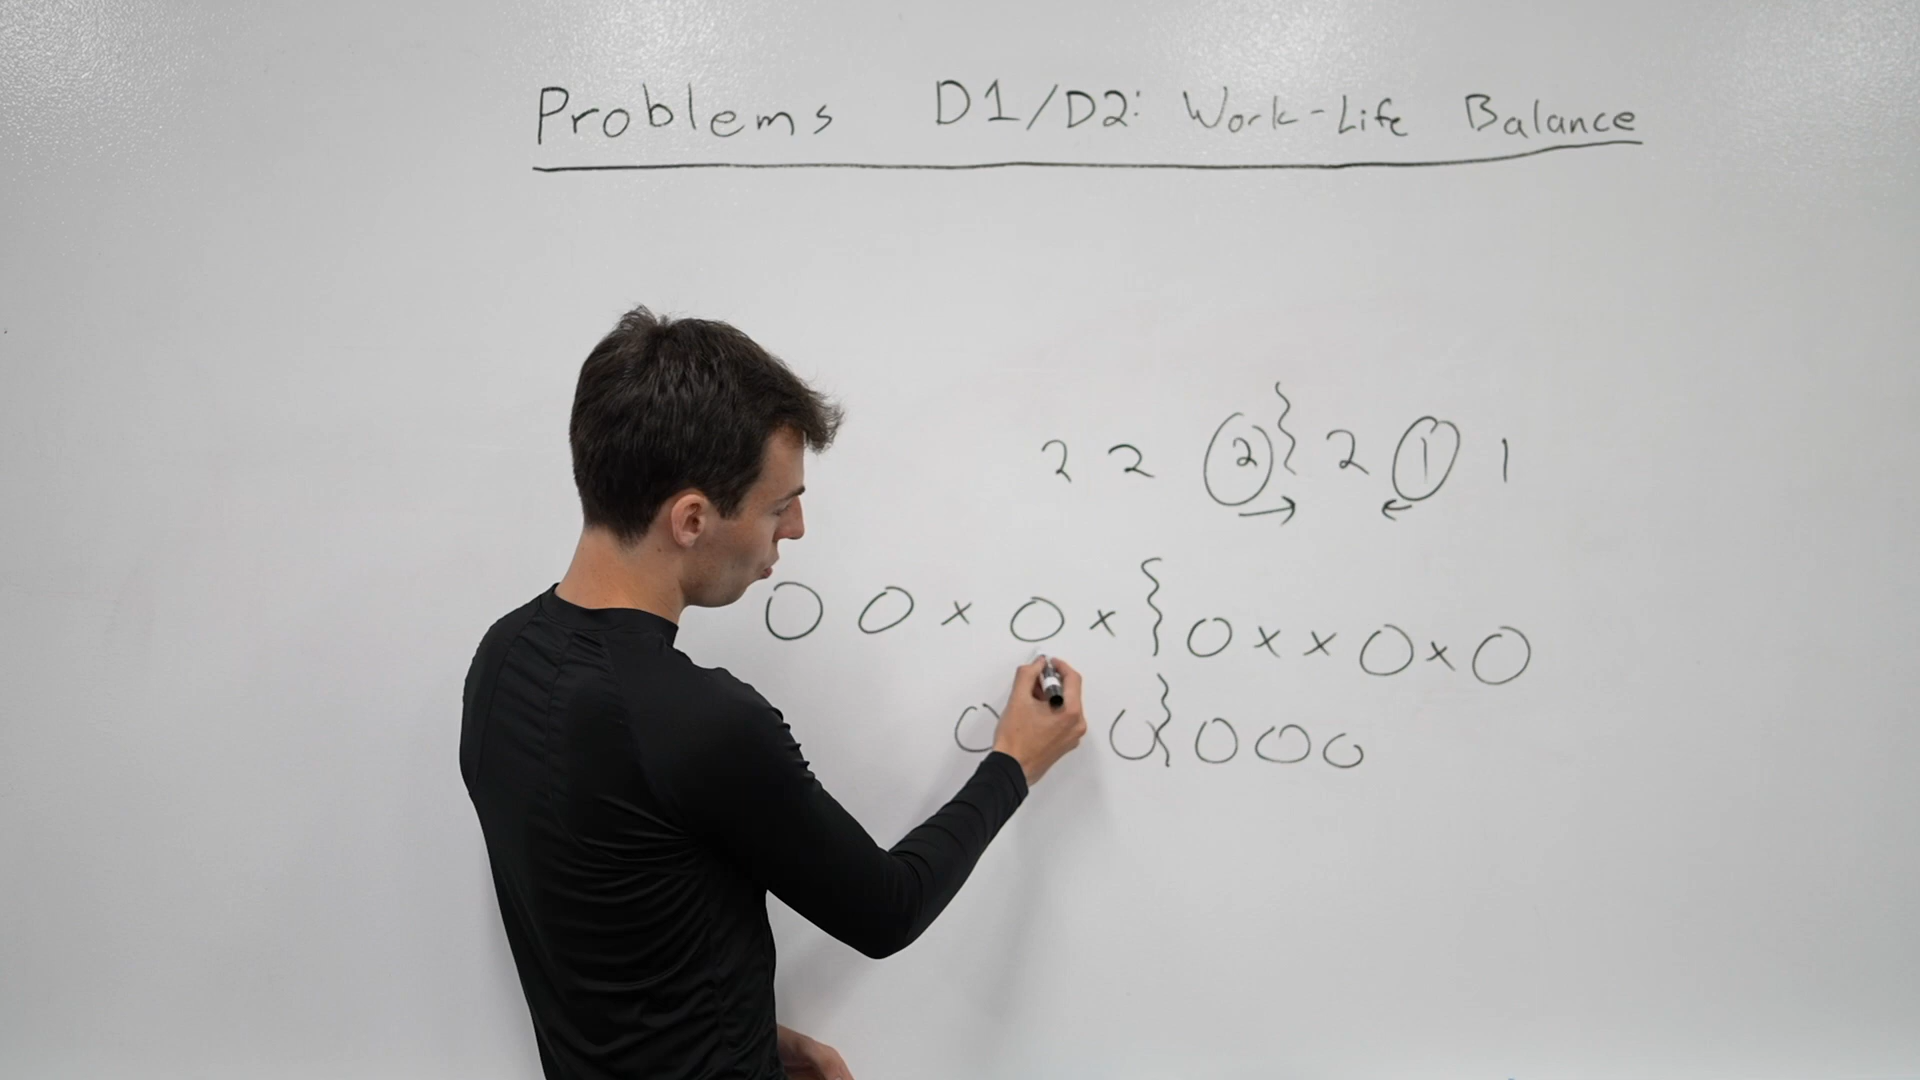 Problems D1/D2: Work-Life Balance
2 2 2 } 2 1 1
O O x O x } O x x O x O
O O } O O O